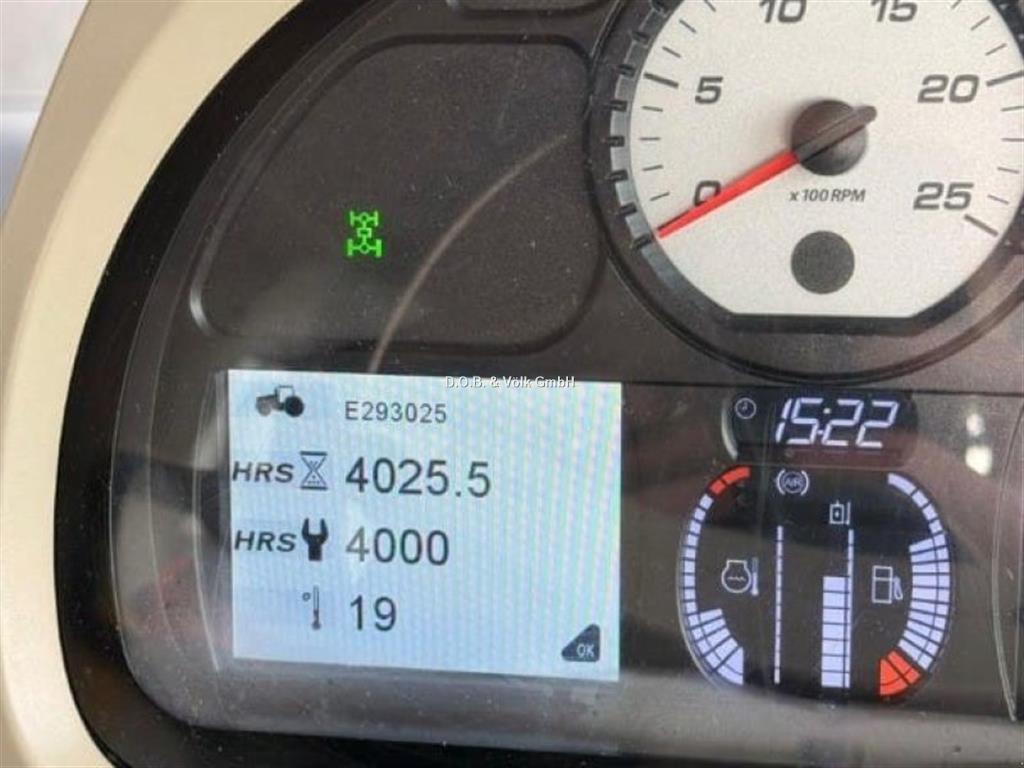 10 15
5 20
0 25
x 100 RPM
D.O.B. & Volk GmbH
E293025
15:22
HRS 4025.5
AIR
HRS 4000
° 19
OK